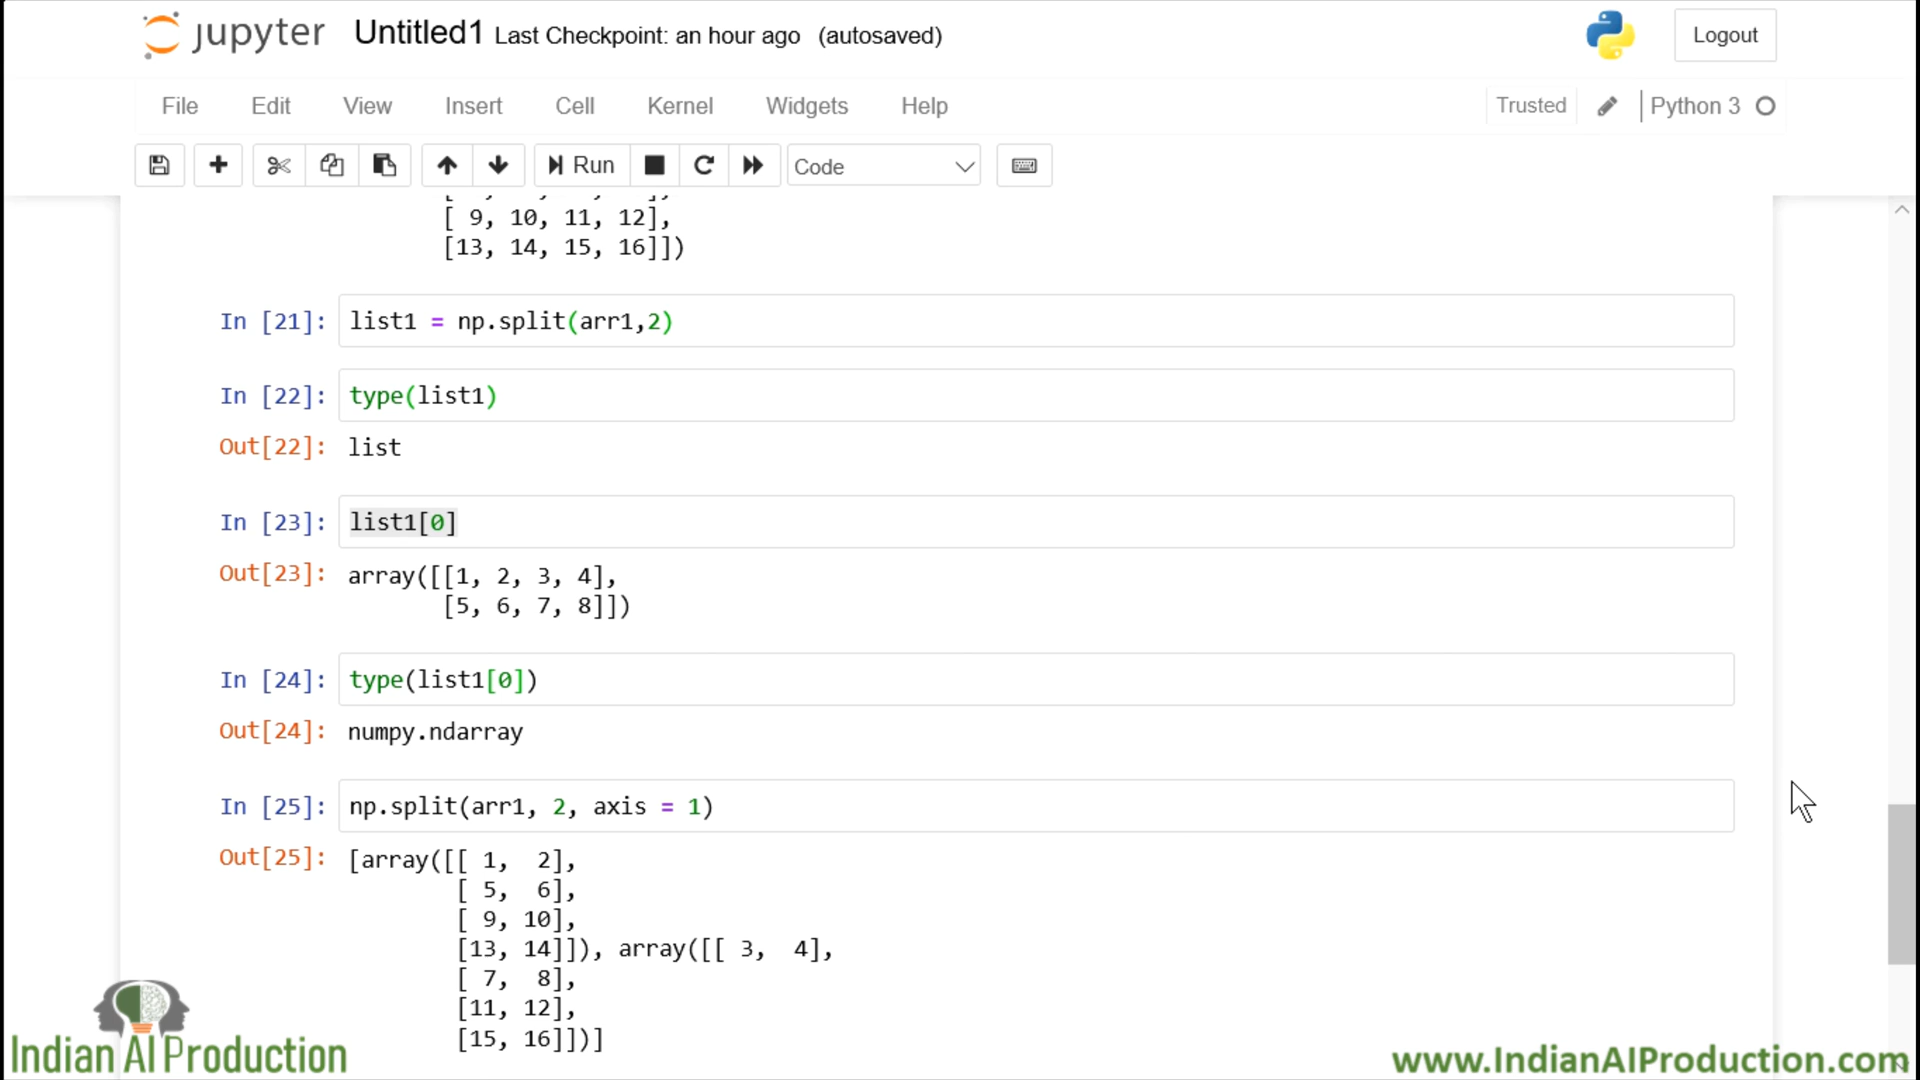 jupyter Untitled1 Last Checkpoint: an hour ago (autosaved) Logout
File Edit View Insert Cell Kernel Widgets Help Trusted Python 3
Run Code
[ 9, 10, 11, 12],
[13, 14, 15, 16]])
In [21]: list1 = np.split(arr1,2)
In [22]: type(list1)
Out[22]: list
In [23]: list1[0]
Out[23]: array([[1, 2, 3, 4],
[5, 6, 7, 8]])
In [24]: type(list1[0])
Out[24]: numpy.ndarray
In [25]: np.split(arr1, 2, axis = 1)
Out[25]: [array([[ 1, 2],
[ 5, 6],
[ 9, 10],
[13, 14]]), array([[ 3, 4],
[ 7, 8],
[11, 12],
[15, 16]])]
Indian AI Production
www.IndianAIProduction.com